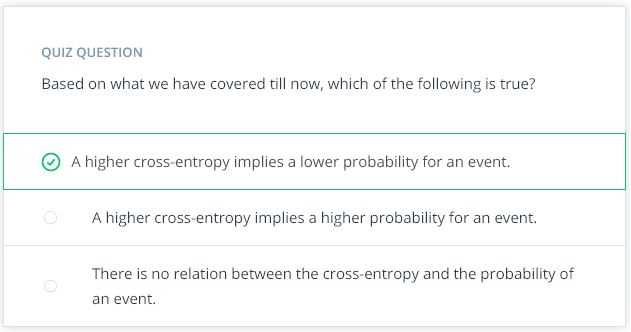 QUIZ QUESTION
Based on what we have covered till now, which of the following is true?
A higher cross-entropy implies a lower probability for an event.
A higher cross-entropy implies a higher probability for an event.
There is no relation between the cross-entropy and the probability of
an event.